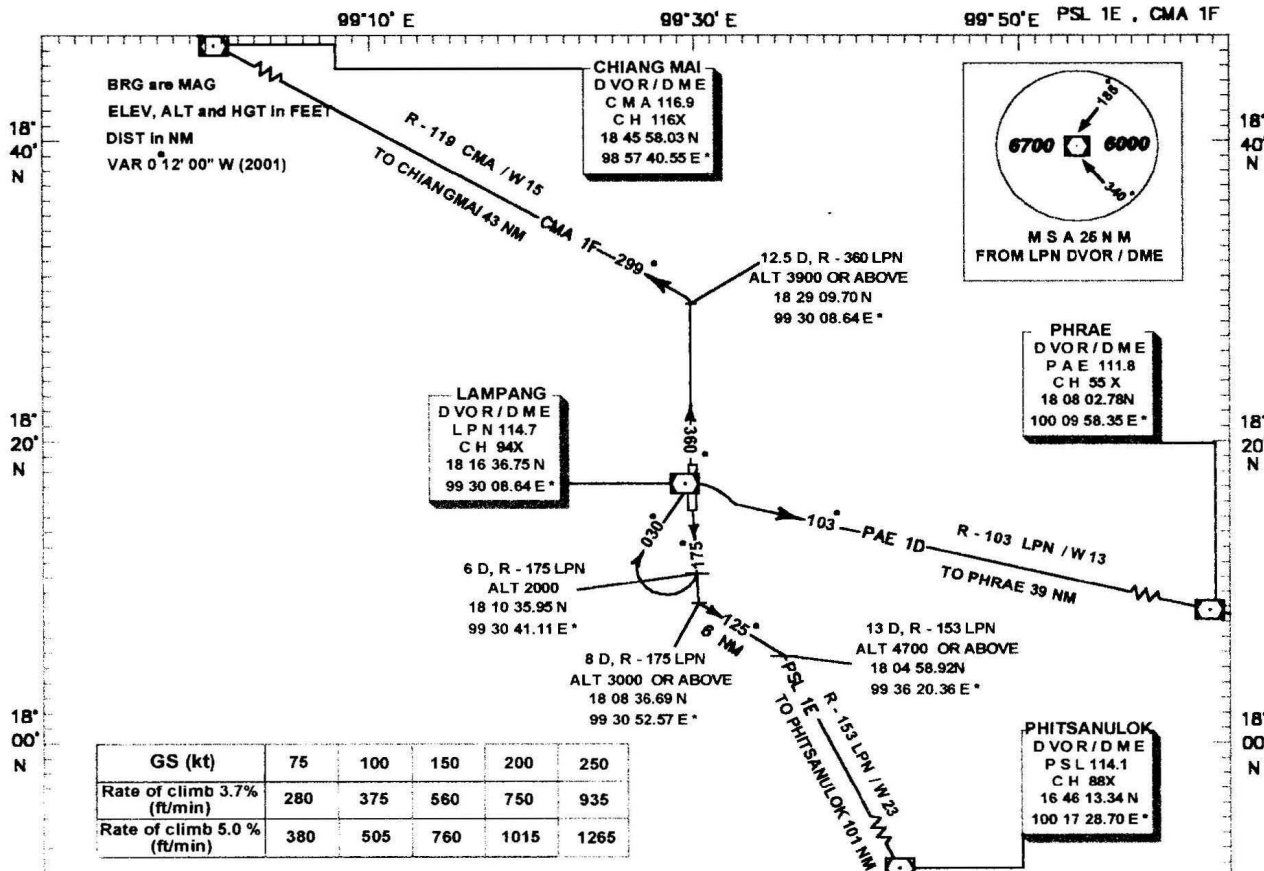 99° 10' E
99° 30' E
99° 50' E
PSL 1E , CMA 1F
BRG are MAG
ELEV, ALT and HGT in FEET
DIST in NM
VAR 0° 12' 00" W (2001)
CHIANG MAI
DVOR / DME
CMA 116.9
CH 116X
18 45 58.03 N
98 57 40.55 E *
186°
6700
6000
340°
MSA 25 NM
FROM LPN DVOR / DME
18°
40'
N
18°
40'
N
R - 119 CMA / W 15
TO CHIANGMAI 43 NM
CMA 1F
299°
12.5 D, R - 360 LPN
ALT 3900 OR ABOVE
18 29 09.70 N
99 30 08.64 E *
PHRAE
DVOR / DME
PAE 111.8
CH 55 X
18 08 02.78N
100 09 58.35 E *
LAMPANG
DVOR / DME
LPN 114.7
CH 94X
18 16 36.75 N
99 30 08.64 E *
18°
20'
N
18°
20'
N
360°
030°
175°
103°
PAE 1D
R - 103 LPN / W 13
TO PHRAE 39 NM
6 D, R - 175 LPN
ALT 2000
18 10 35.95 N
99 30 41.11 E *
125°
6 NM
8 D, R - 175 LPN
ALT 3000 OR ABOVE
18 08 36.69 N
99 30 52.57 E *
13 D, R - 153 LPN
ALT 4700 OR ABOVE
18 04 58.92N
99 36 20.36 E *
PSL 1E
R - 153 LPN / W 23
TO PHITSANULOK 101 NM
PHITSANULOK
DVOR / DME
PSL 114.1
CH 88X
16 46 13.34 N
100 17 28.70 E *
18°
00'
N
18°
00'
N
GS (kt) 75 100 150 200 250
Rate of climb 3.7%
(ft/min) 280 375 560 750 935
Rate of climb 5.0 %
(ft/min) 380 505 760 1015 1265